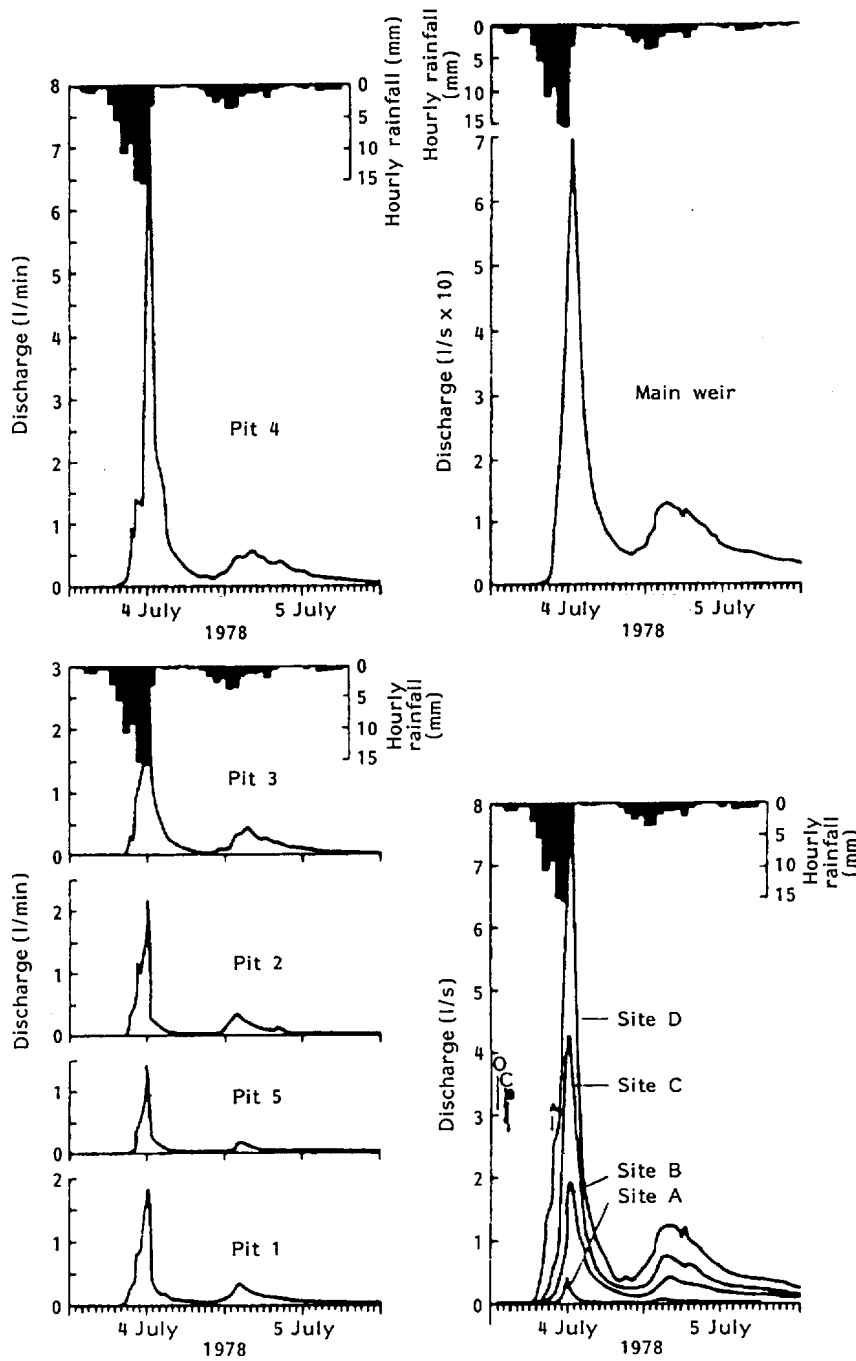 8
7
6
5
4
3
2
1
0
Discharge (l/min)
0
5
10
15
Hourly rainfall (mm)
Pit 4
4 July
5 July
1978
0
5
10
15
Hourly rainfall
(mm)
7
6
5
4
3
2
1
0
Discharge (l/s x 10)
Main weir
4 July
5 July
1978
3
2
1
0
0
5
10
15
Hourly
rainfall
(mm)
Pit 3
2
1
0
Discharge (l/min)
Pit 2
1
0
Pit 5
2
1
0
Pit 1
4 July
5 July
1978
8
7
6
5
4
3
2
1
0
Discharge (l/s)
0
5
10
15
Hourly
rainfall
(mm)
Site D
Site C
Site B
Site A
O
C
4 July
5 July
1978